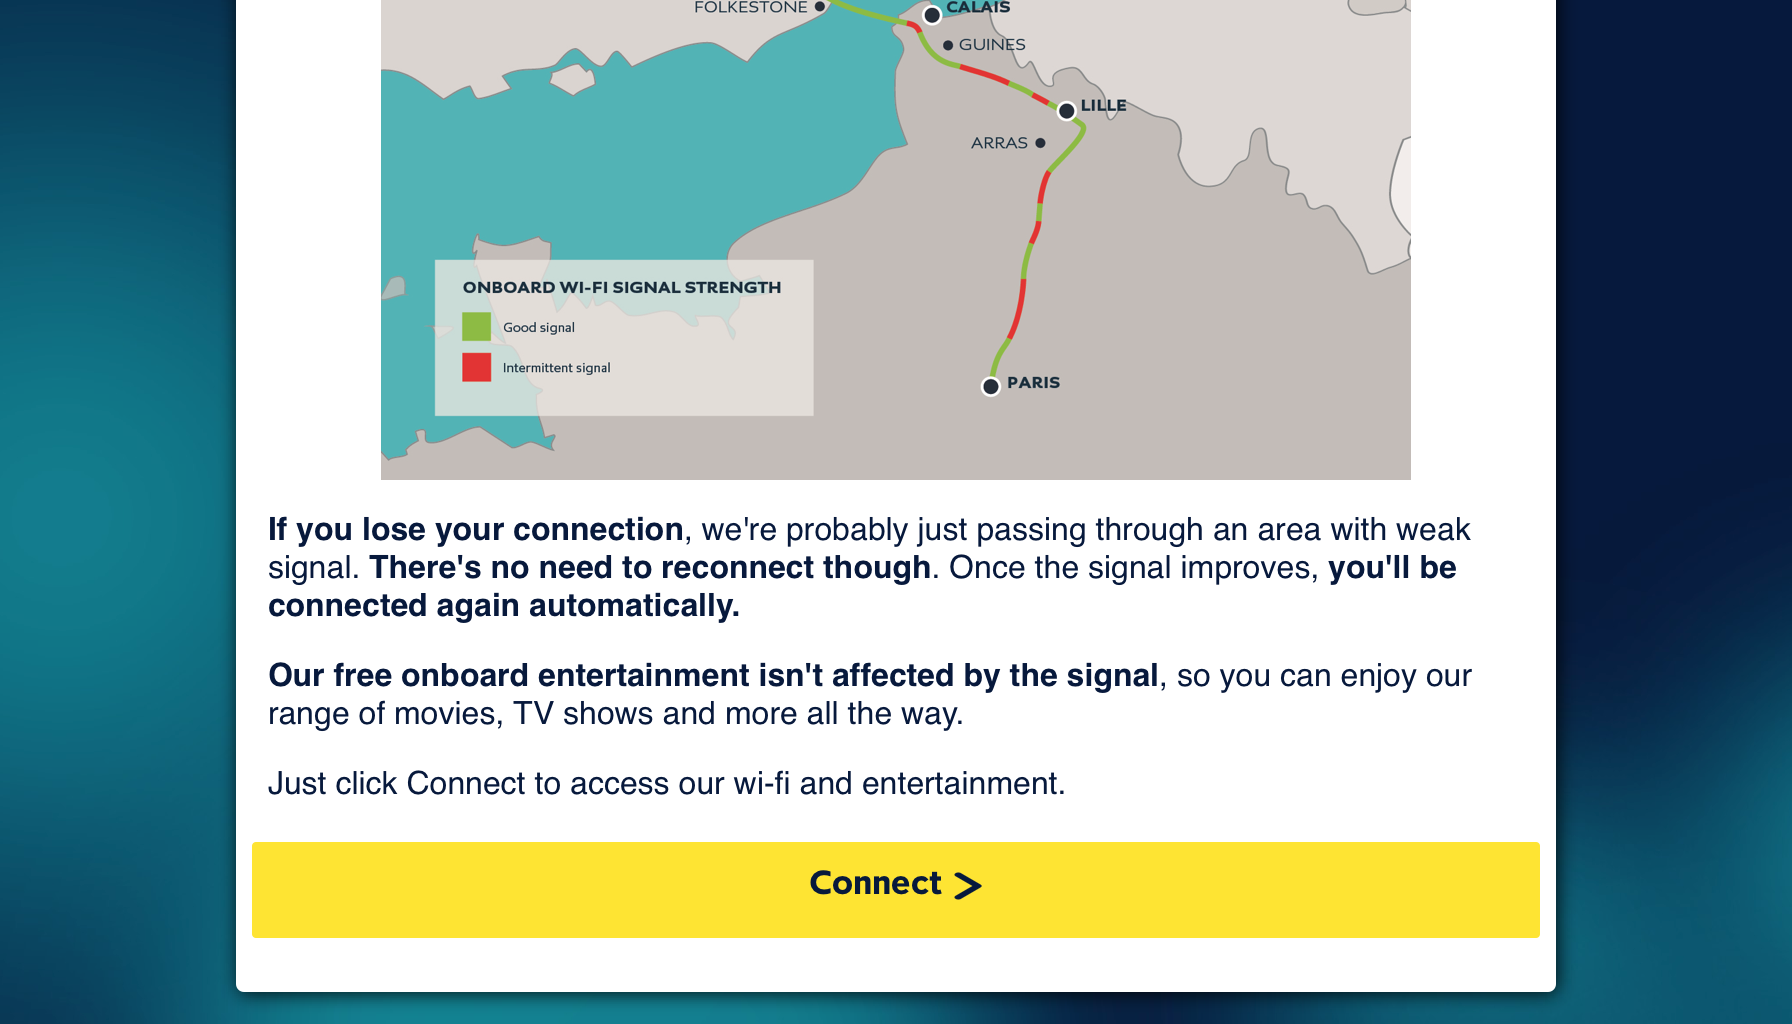 FOLKESTONE
CALAIS
GUINES
LILLE
ARRAS
ONBOARD WI-FI SIGNAL STRENGTH
Good signal
Intermittent signal
PARIS
If you lose your connection, we're probably just passing through an area with weak
signal. There's no need to reconnect though. Once the signal improves, you'll be
connected again automatically.
Our free onboard entertainment isn't affected by the signal, so you can enjoy our
range of movies, TV shows and more all the way.
Just click Connect to access our wi-fi and entertainment.
Connect >